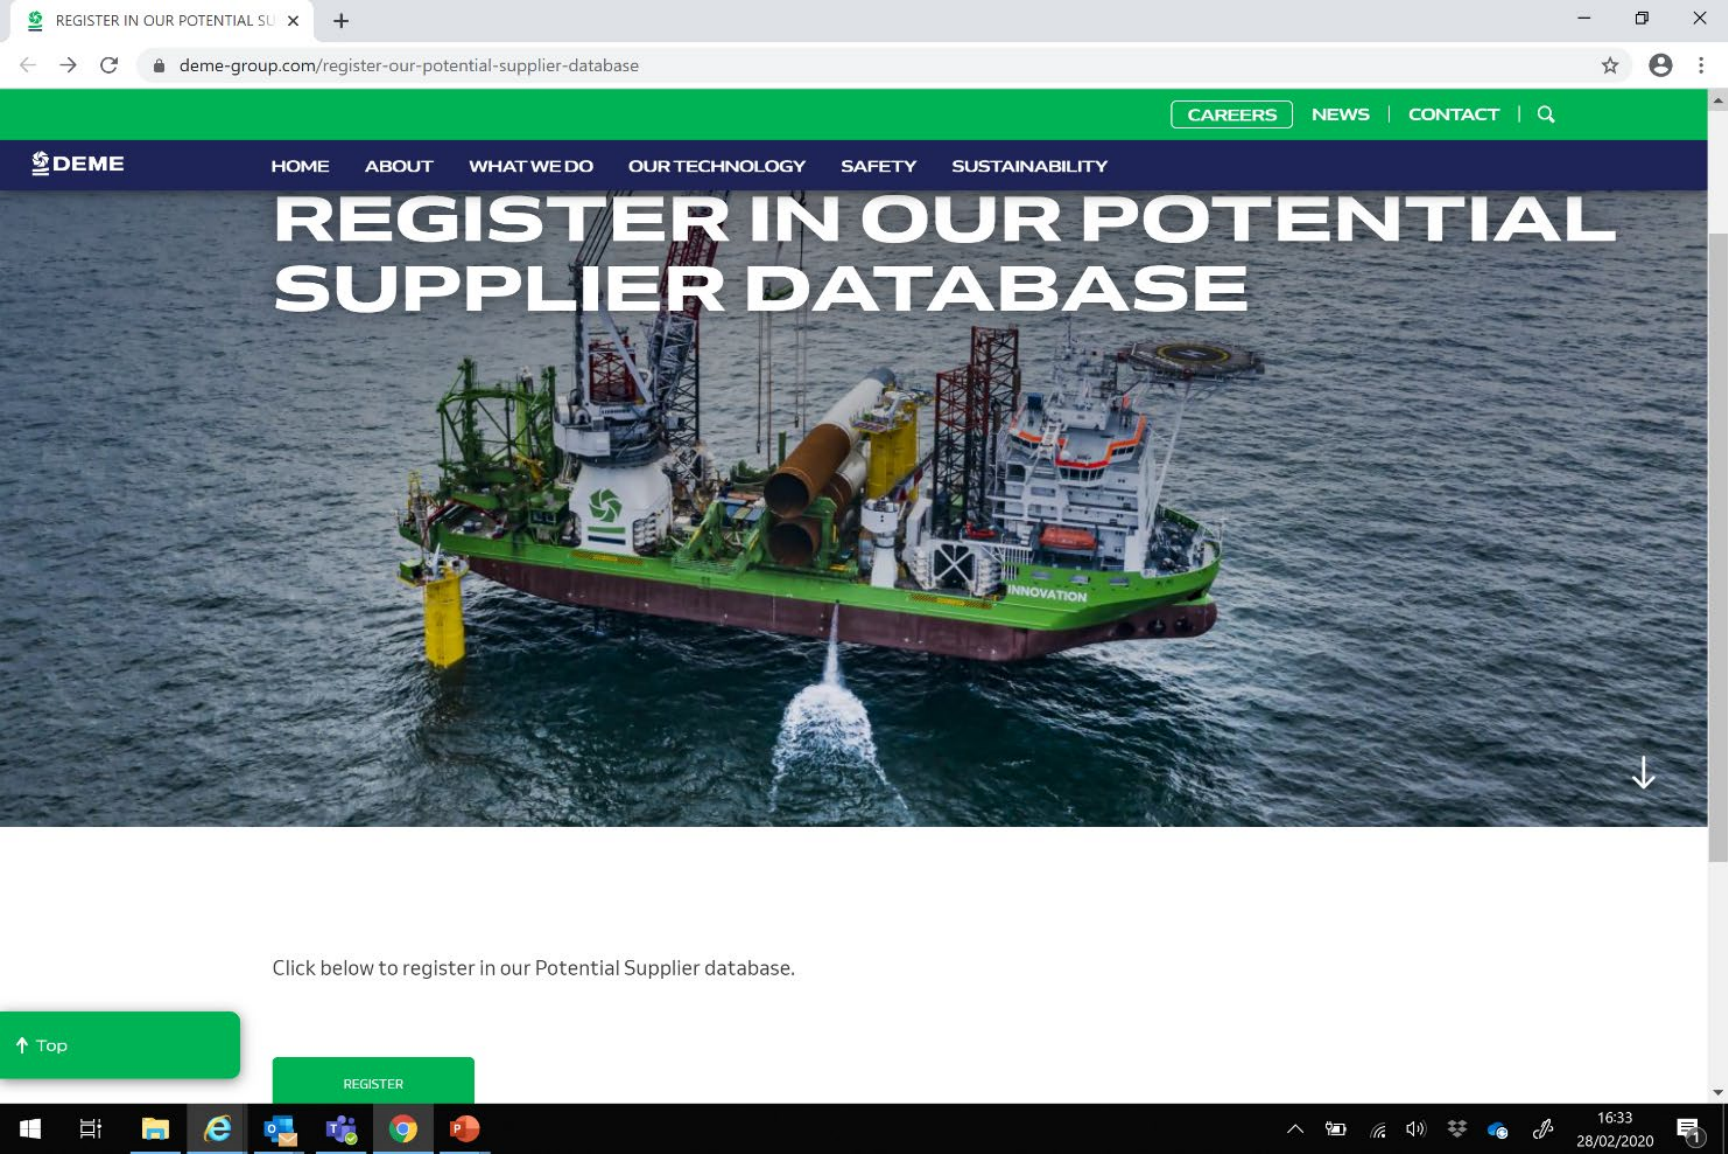 REGISTER IN OUR POTENTIAL SU
deme-group.com/register-our-potential-supplier-database
CAREERS NEWS | CONTACT |
DEME HOME ABOUT WHAT WE DO OUR TECHNOLOGY SAFETY SUSTAINABILITY
REGISTER IN OUR POTENTIAL
SUPPLIER DATABASE
INNOVATION
Click below to register in our Potential Supplier database.
Top
REGISTER
16:33
28/02/2020
1